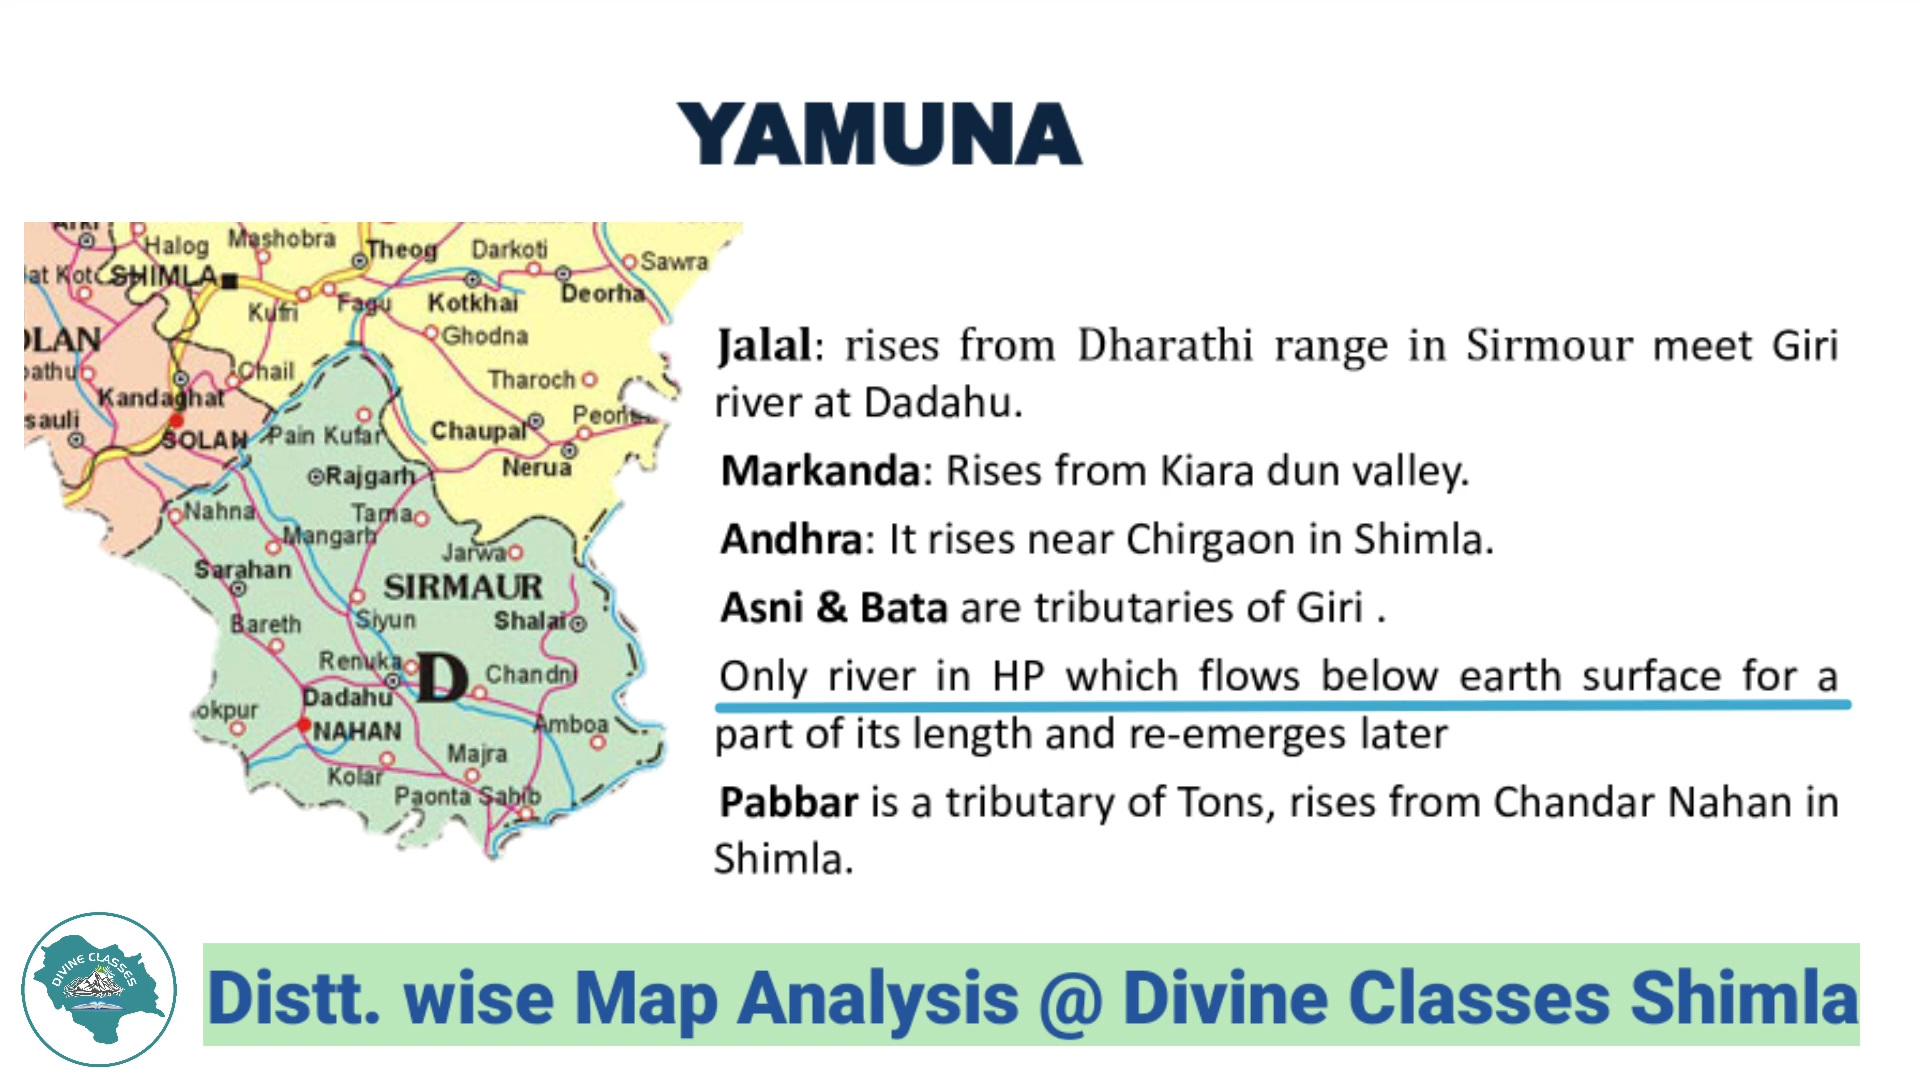 YAMUNA
Halog Mashobra Theog Darkoti
Sawra
SHIMLA
Kufri Fagu Kotkhai Deorha
Ghodna
OLAN
Chail Tharoch
Kandaghat
sauli
SOLAN Pain Kufar Chaupal
Rajgarh Nerua
Nahna Tama
Mangarh
Jarwa
Sarahan
SIRMAUR
Bareth Siyun Shalai
Renuka D Chandni
Dadahu
okpur
NAHAN Amboa
Majra
Kolar
Paonta Sahib
Jalal: rises from Dharathi range in Sirmour meet Giri
river at Dadahu.
Markanda: Rises from Kiara dun valley.
Andhra: It rises near Chirgaon in Shimla.
Asni & Bata are tributaries of Giri .
Only river in HP which flows below earth surface for a
part of its length and re-emerges later
Pabbar is a tributary of Tons, rises from Chandar Nahan in
Shimla.
DIVINE CLASSES
Distt. wise Map Analysis @ Divine Classes Shimla